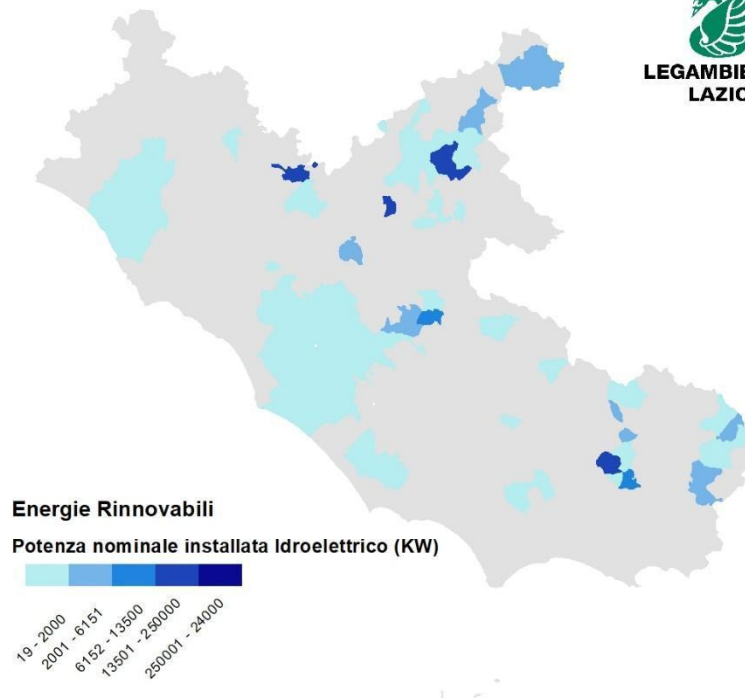 LEGAMBIE
LAZIO
Energie Rinnovabili
Potenza nominale installata Idroelettrico (KW)
19 - 2000
2001 - 6151
6152 - 13500
13501 - 250000
250001 - 24000